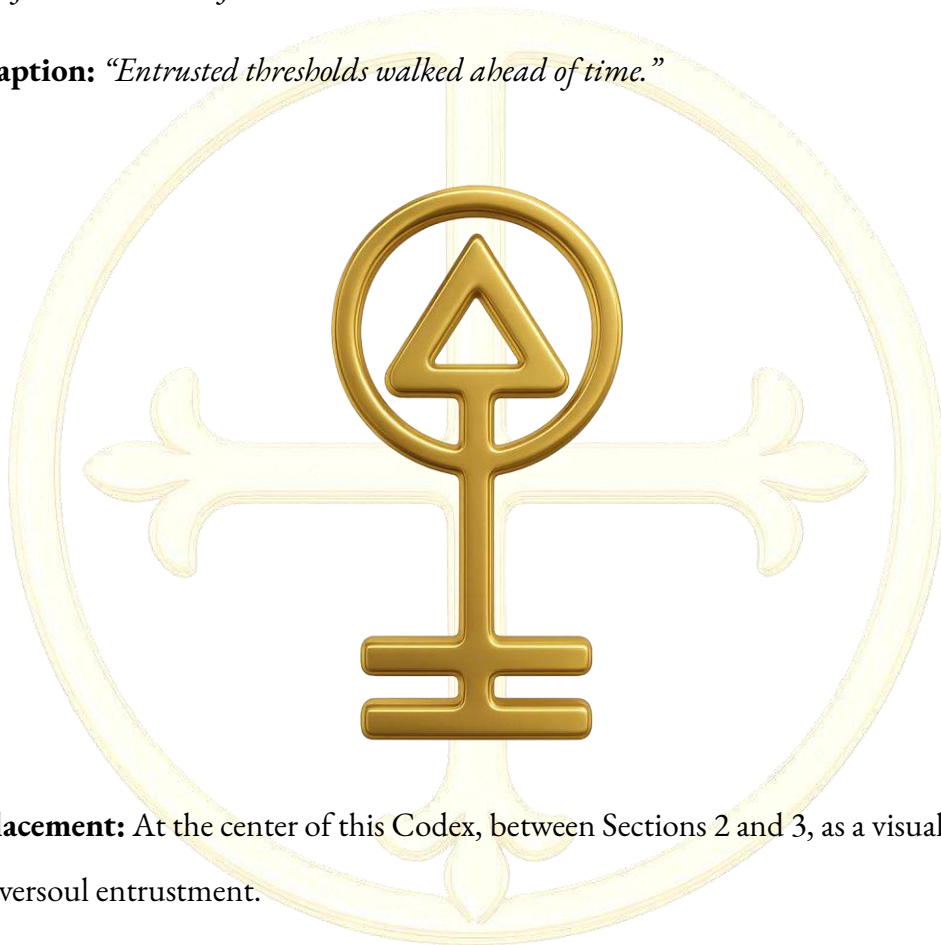 aption: “Entrusted thresholds walked ahead of time.”
lacement: At the center of this Codex, between Sections 2 and 3, as a visual
versoul entrustment.